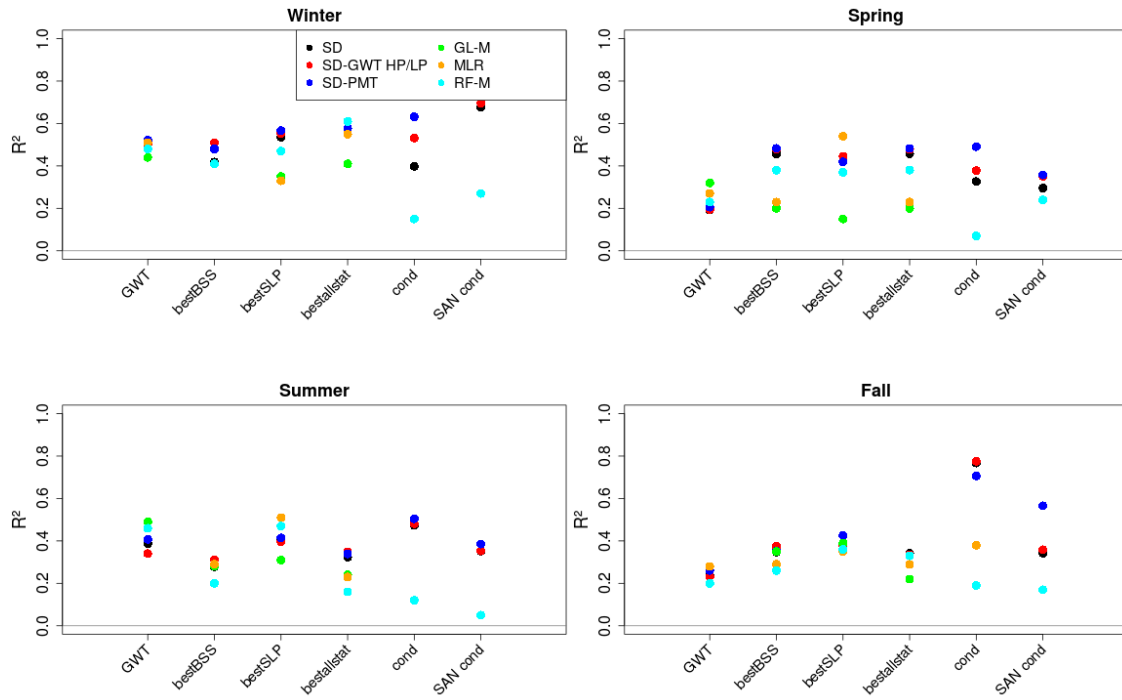 Winter
R²
0.0 0.2 0.4 0.6 0.8 1.0
SD
SD-GWT HP/LP
SD-PMT
GL-M
MLR
RF-M
GWT
bestBSS
bestSLP
bestallstat
cond
SAN cond
Spring
R²
0.0 0.2 0.4 0.6 0.8 1.0
GWT
bestBSS
bestSLP
bestallstat
cond
SAN cond
Summer
R²
0.0 0.2 0.4 0.6 0.8 1.0
GWT
bestBSS
bestSLP
bestallstat
cond
SAN cond
Fall
R²
0.0 0.2 0.4 0.6 0.8 1.0
GWT
bestBSS
bestSLP
bestallstat
cond
SAN cond